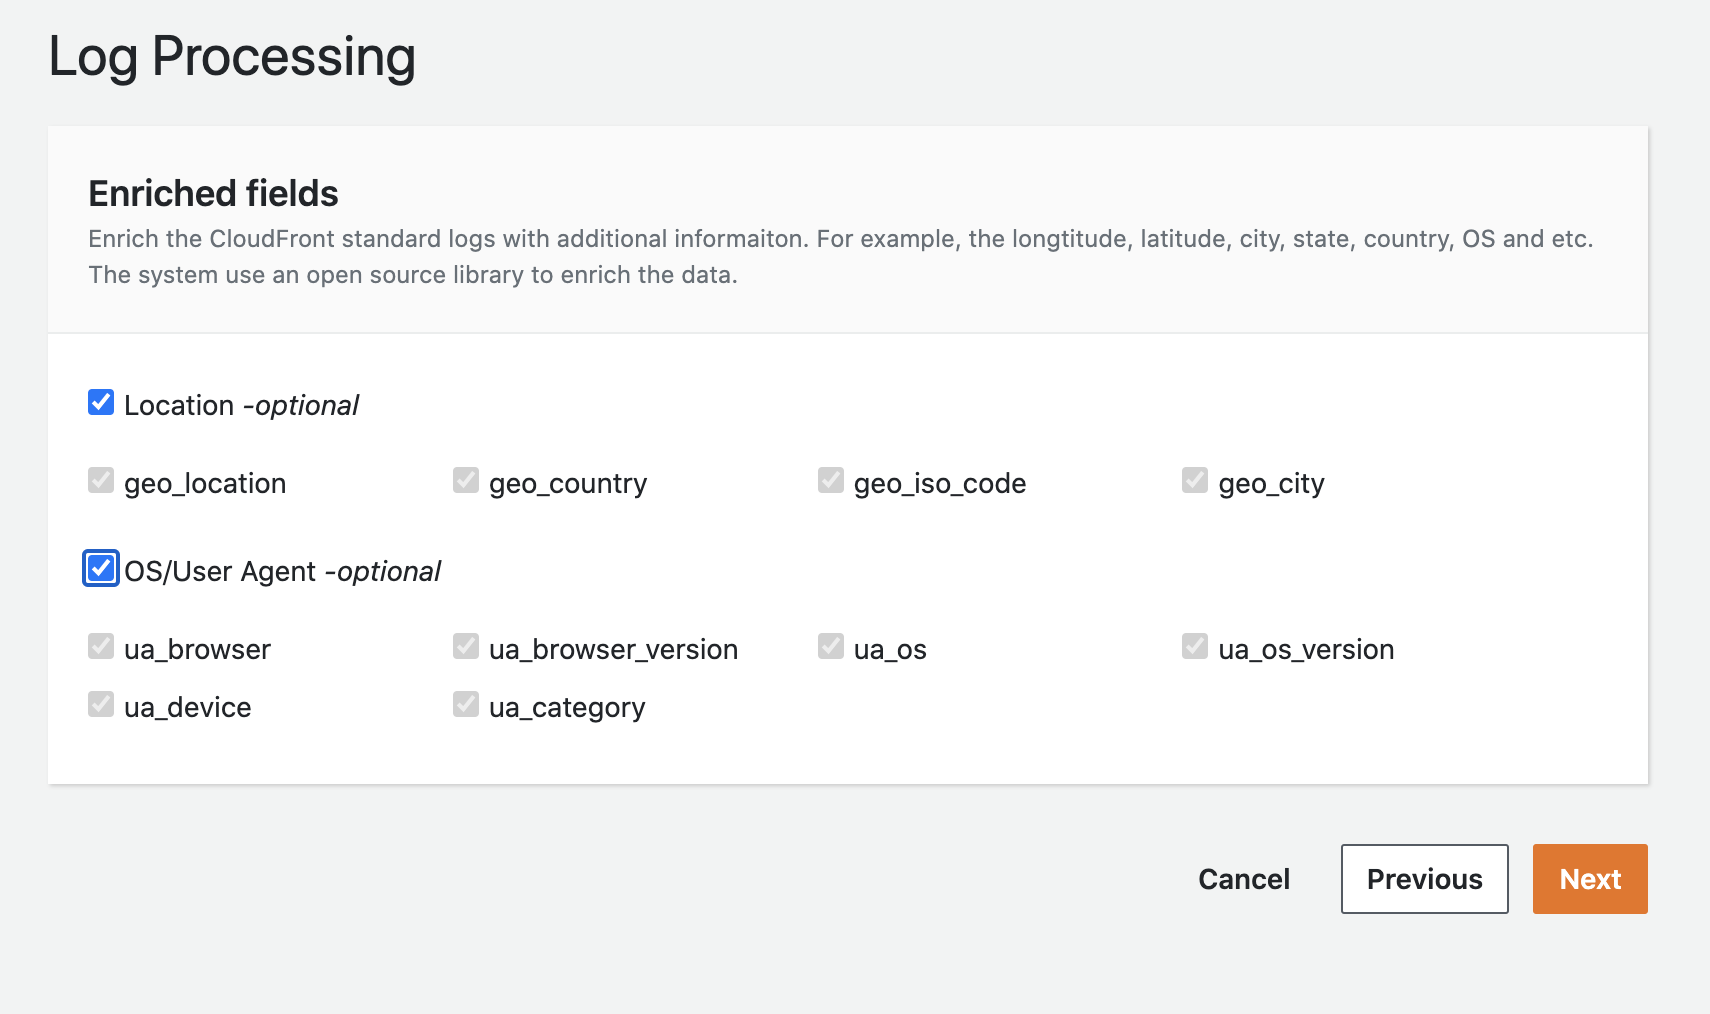 Log Processing
Enriched fields
Enrich the CloudFront standard logs with additional informaiton. For example, the longtitude, latitude, city, state, country, OS and etc.
The system use an open source library to enrich the data.
Location -optional
geo_location geo_country geo_iso_code geo_city
OS/User Agent -optional
ua_browser ua_browser_version ua_os ua_os_version
ua_device ua_category
Cancel Previous Next